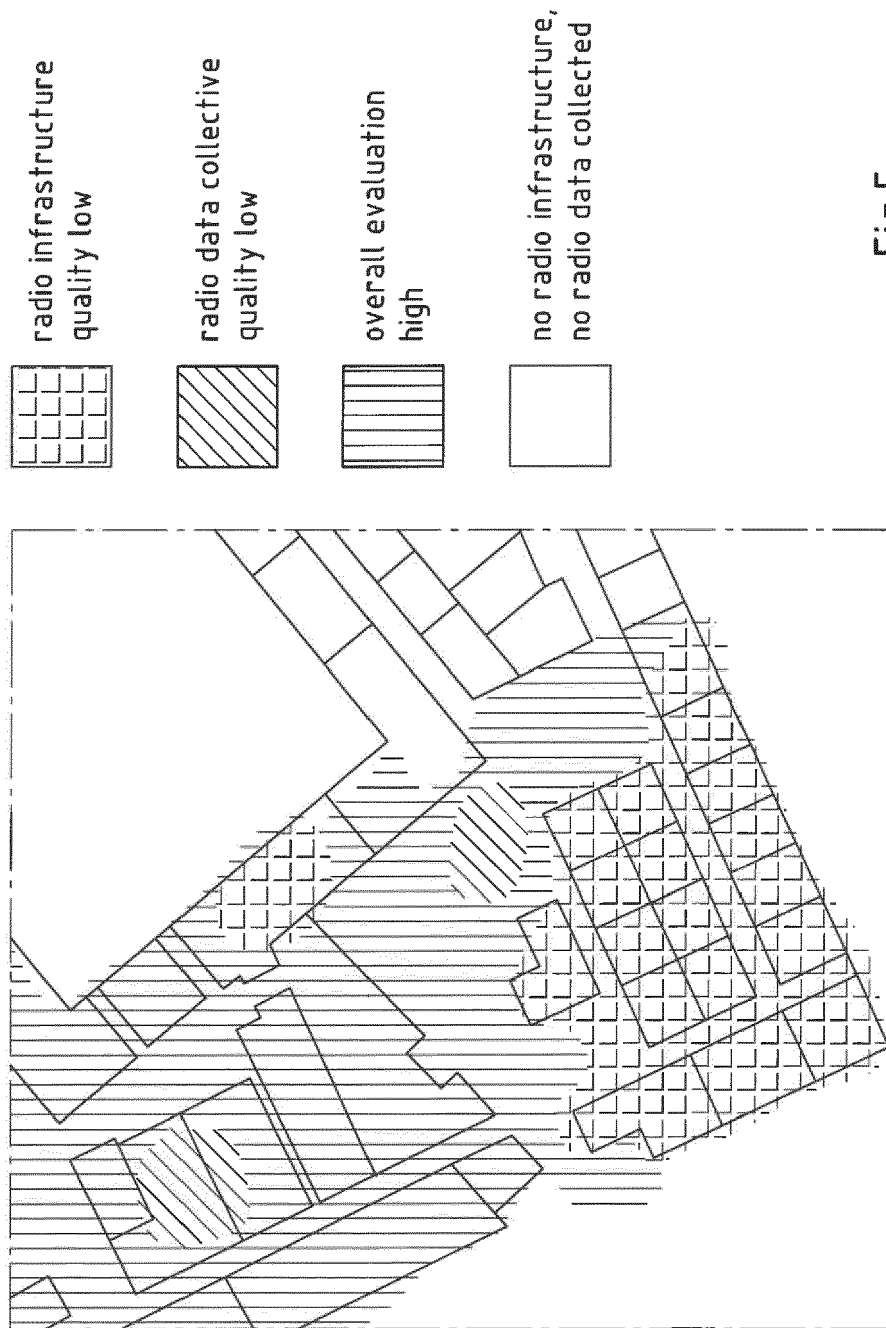 radio infrastructure
quality low
radio data collective
quality low
overall evaluation
high
no radio infrastructure,
no radio data collected